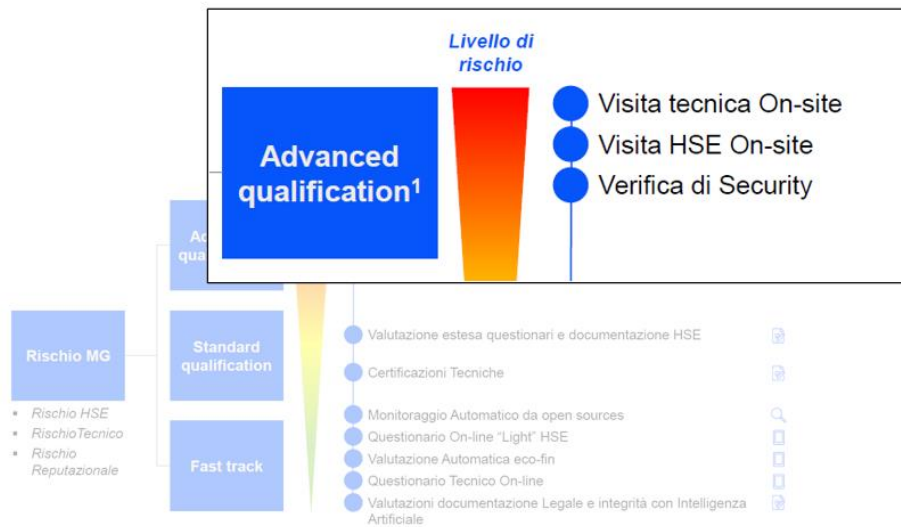 Livello di
rischio
Advanced
qualification¹
Visita tecnica On-site
Visita HSE On-site
Verifica di Security
Rischio MG
Rischio HSE
RischioTecnico
Rischio
Reputazionale
Standard
qualification
Fast track
Valutazione estesa questionari e documentazione HSE
Certificazioni Tecniche
Monitoraggio Automatico da open sources
Questionario On-line “Light” HSE
Valutazione Automatica eco-fin
Questionario Tecnico On-line
Valutazioni documentazione Legale e integrità con Intelligenza
Artificiale